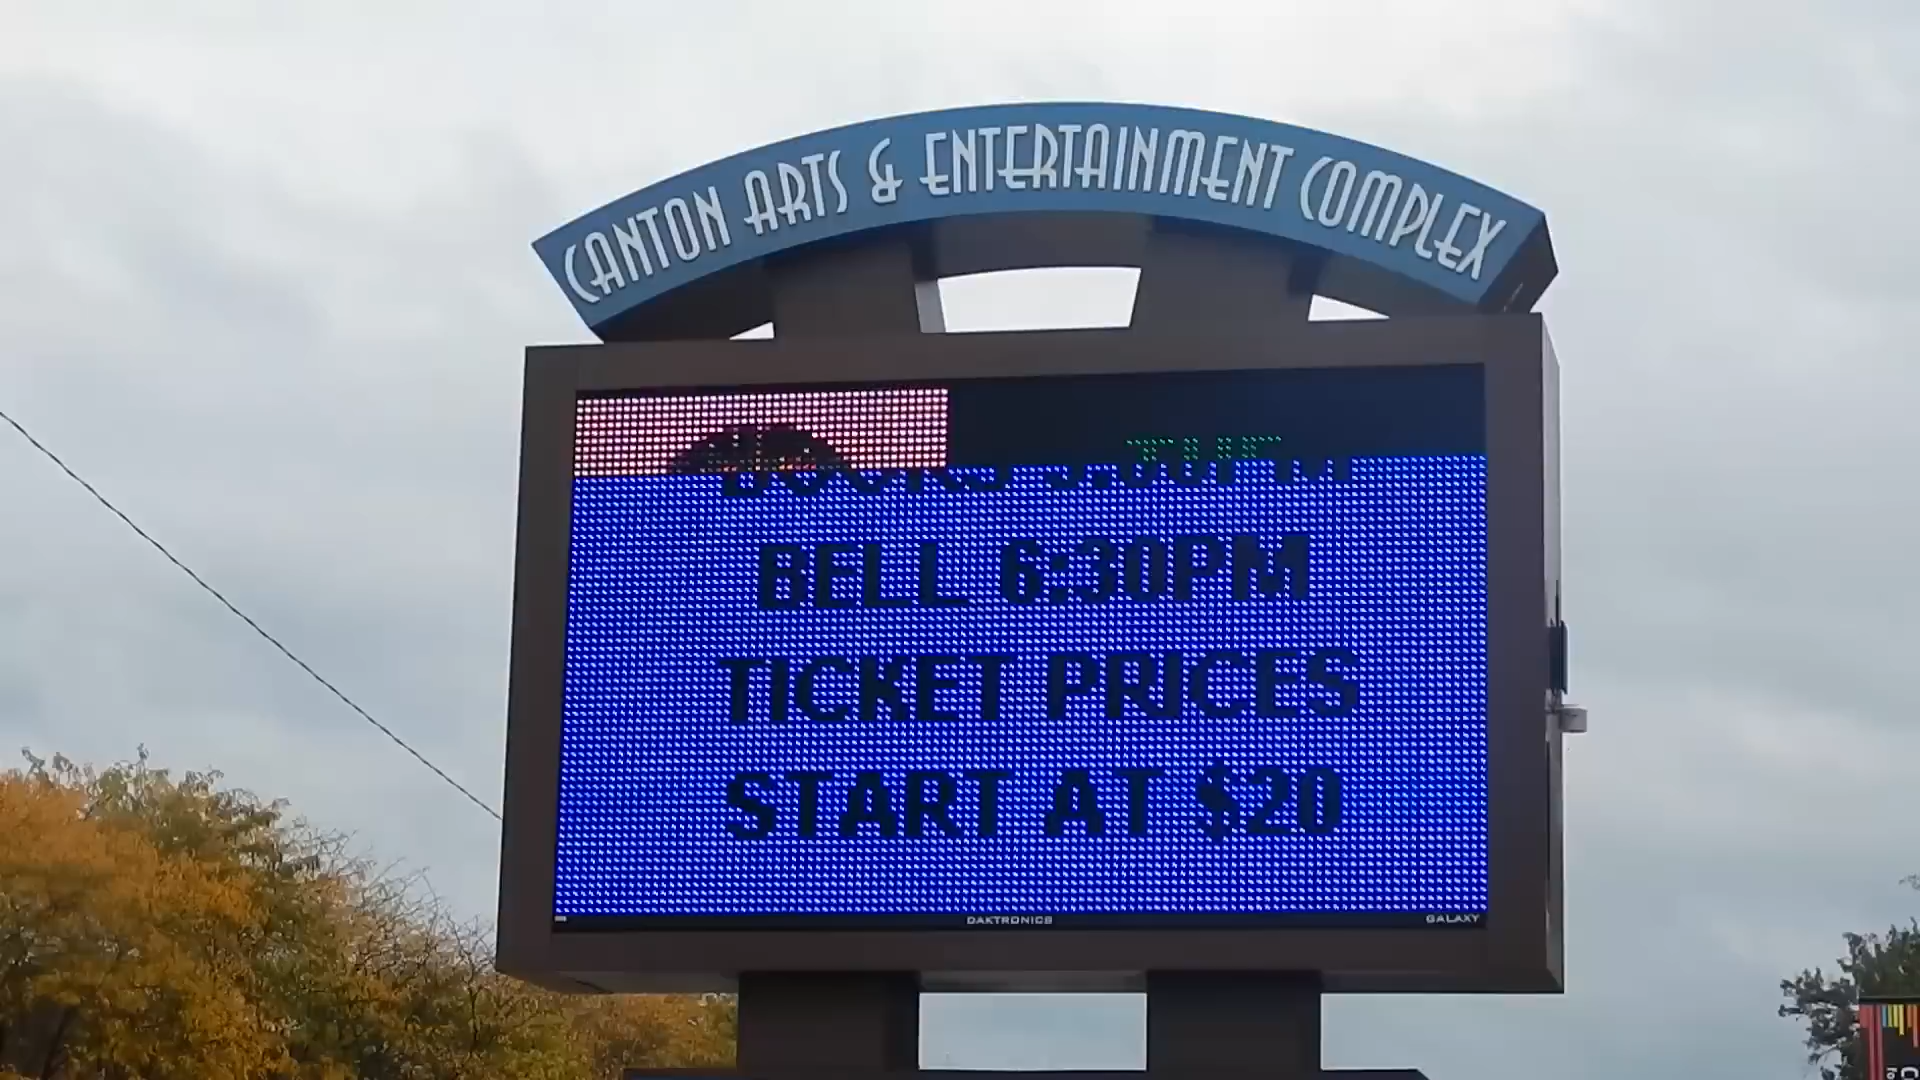 CANTON ARTS & ENTERTAINMENT COMPLEX
BELL 6:30PM
TICKET PRICES
START AT $20
DAKTRONICS
GALAXY